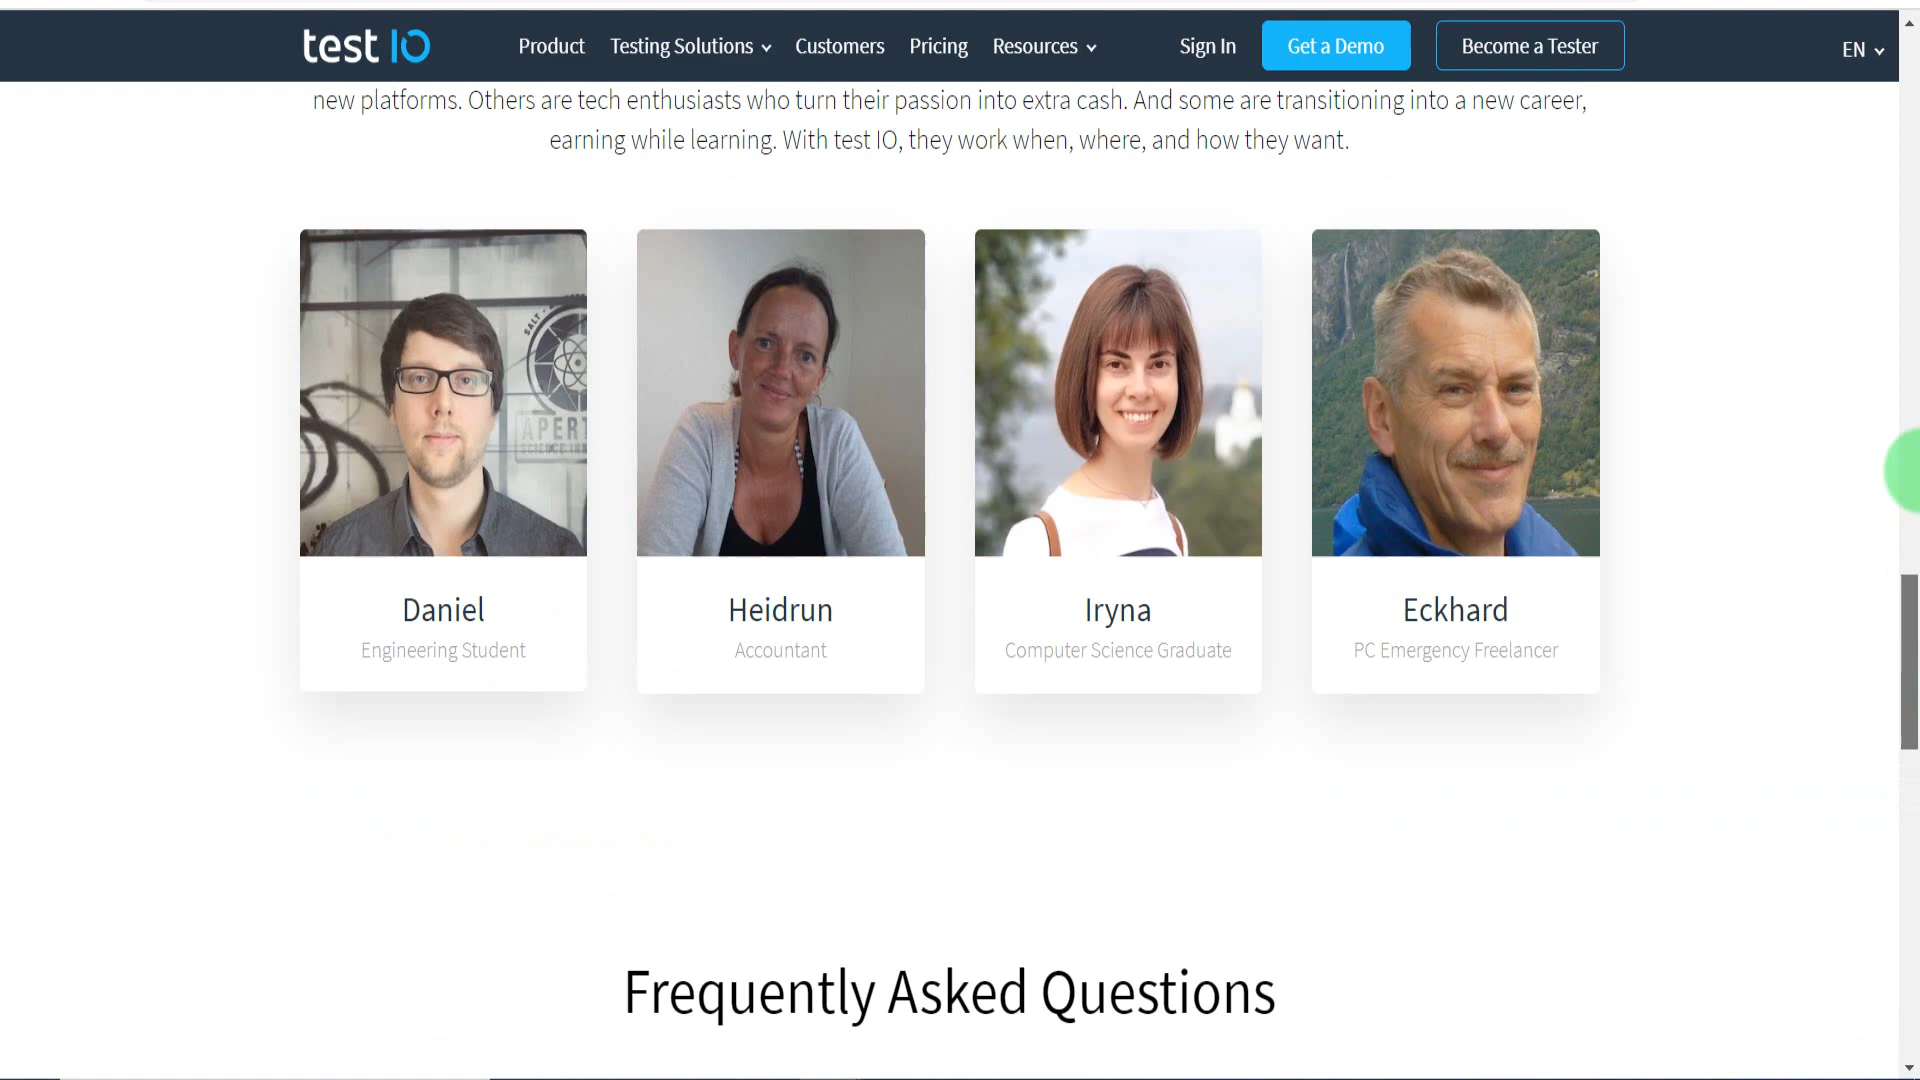 test IO
Product Testing Solutions Customers Pricing Resources Sign In Get a Demo Become a Tester EN
new platforms. Others are tech enthusiasts who turn their passion into extra cash. And some are transitioning into a new career,
earning while learning. With test IO, they work when, where, and how they want.
SALT -
APERT
Daniel Heidrun Iryna Eckhard
Engineering Student Accountant Computer Science Graduate PC Emergency Freelancer
Frequently Asked Questions